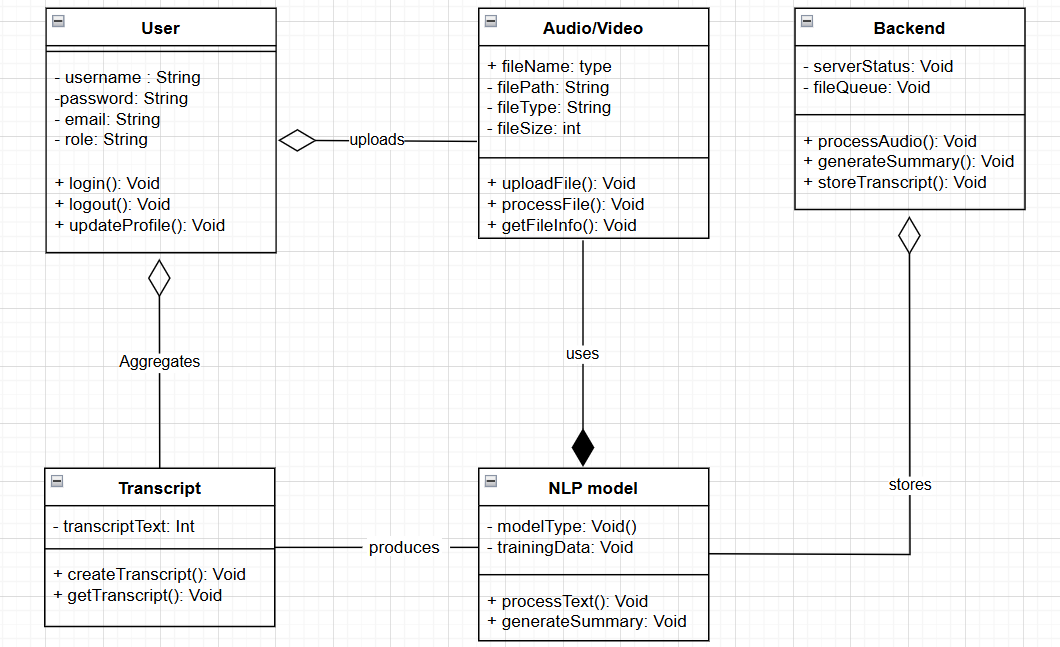 User
- username : String
-password: String
- email: String
- role: String
+ login(): Void
+ logout(): Void
+ updateProfile(): Void
uploads
Audio/Video
+ fileName: type
- filePath: String
- fileType: String
- fileSize: int
+ uploadFile(): Void
+ processFile(): Void
+ getFileInfo(): Void
Backend
- serverStatus: Void
- fileQueue: Void
+ processAudio(): Void
+ generateSummary(): Void
+ storeTranscript(): Void
Aggregates
uses
stores
Transcript
- transcriptText: Int
+ createTranscript(): Void
+ getTranscript(): Void
produces
NLP model
- modelType: Void()
- trainingData: Void
+ processText(): Void
+ generateSummary: Void